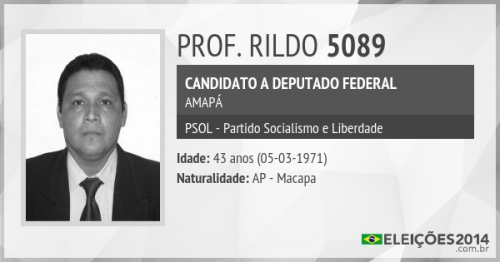 PROF. RILDO 5089
CANDIDATO A DEPUTADO FEDERAL
AMAPÁ
PSOL - Partido Socialismo e Liberdade
Idade: 43 anos (05-03-1971)
Naturalidade: AP - Macapa
ELEIÇÕES2014
.com.br